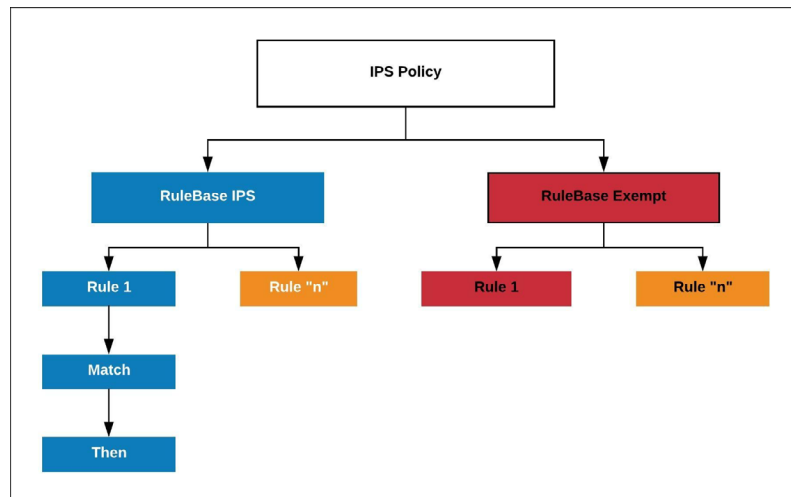 IPS Policy
RuleBase IPS
RuleBase Exempt
Rule 1
Rule "n"
Rule 1
Rule "n"
Match
Then